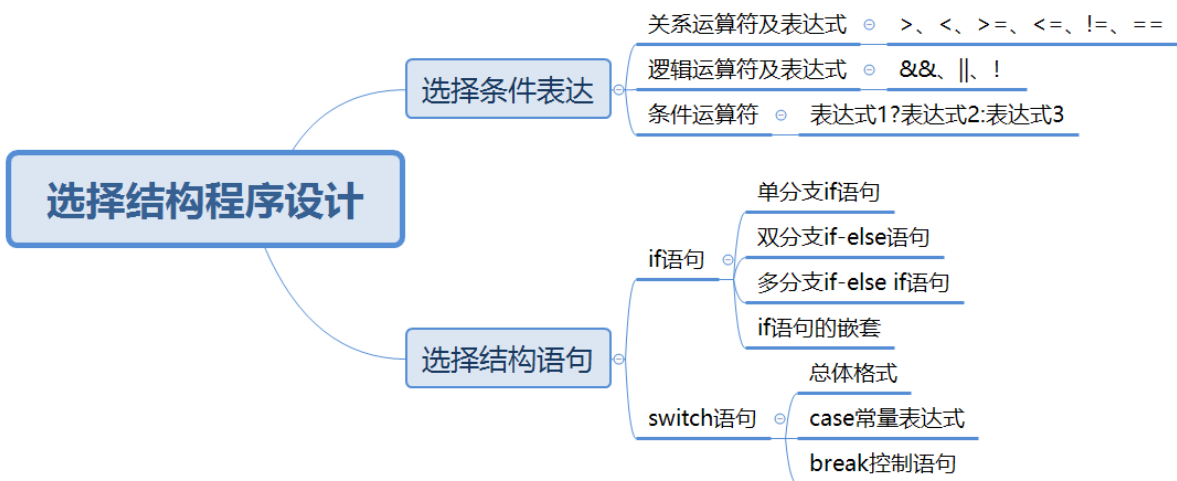 选择结构程序设计
选择条件表达
关系运算符及表达式
>、<、>=、<=、!=、==
逻辑运算符及表达式
&&、||、!
条件运算符
表达式1?表达式2:表达式3
选择结构语句
if语句
单分支if语句
双分支if-else语句
多分支if-else if语句
if语句的嵌套
switch语句
总体格式
case常量表达式
break控制语句